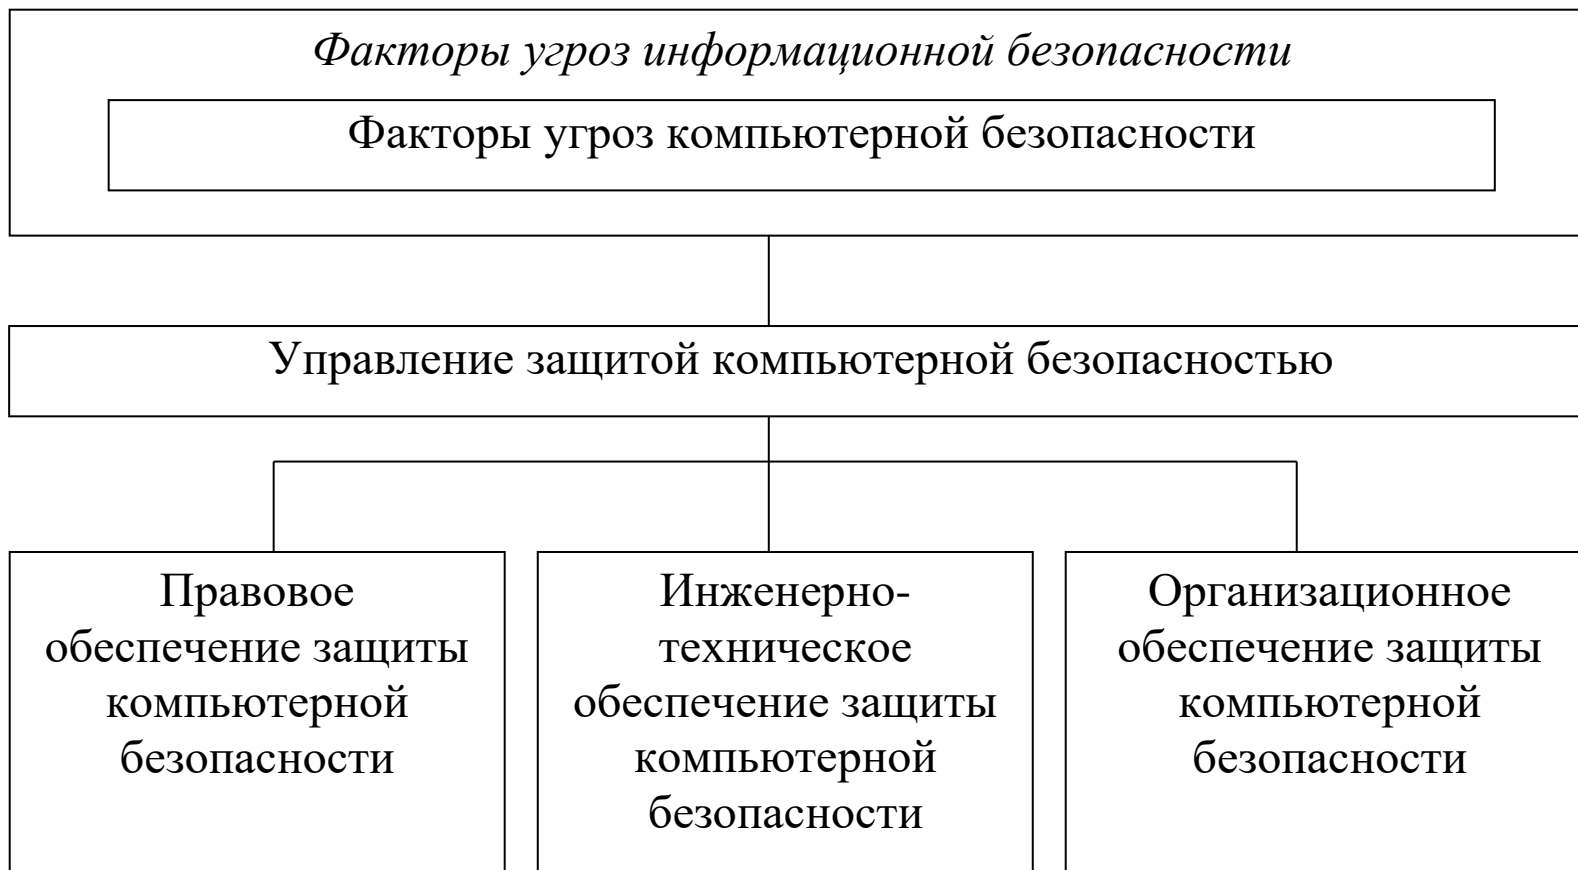 Факторы угроз информационной безопасности
Факторы угроз компьютерной безопасности
Управление защитой компьютерной безопасностью
Правовое
обеспечение защиты
компьютерной
безопасности
Инженерно-
техническое
обеспечение защиты
компьютерной
безопасности
Организационное
обеспечение защиты
компьютерной
безопасности